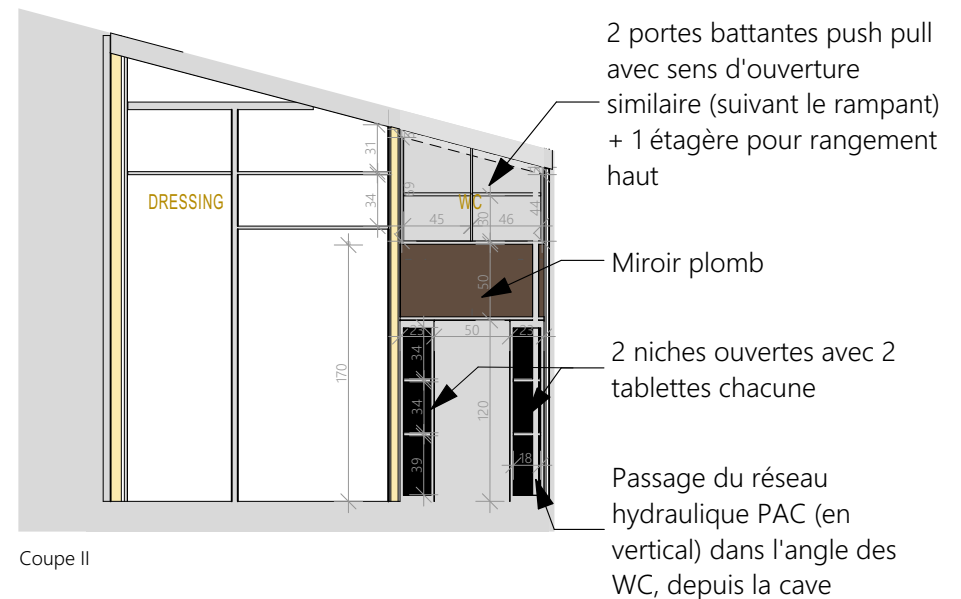 2 portes battantes push pull
avec sens d'ouverture
similaire (suivant le rampant)
+ 1 étagère pour rangement
haut
31
DRESSING
34
WC
45
30
46
44
Miroir plomb
50
50
23
34
2 niches ouvertes avec 2
tablettes chacune
170
34
120
39
18
Passage du réseau
hydraulique PAC (en
vertical) dans l'angle des
WC, depuis la cave
Coupe II